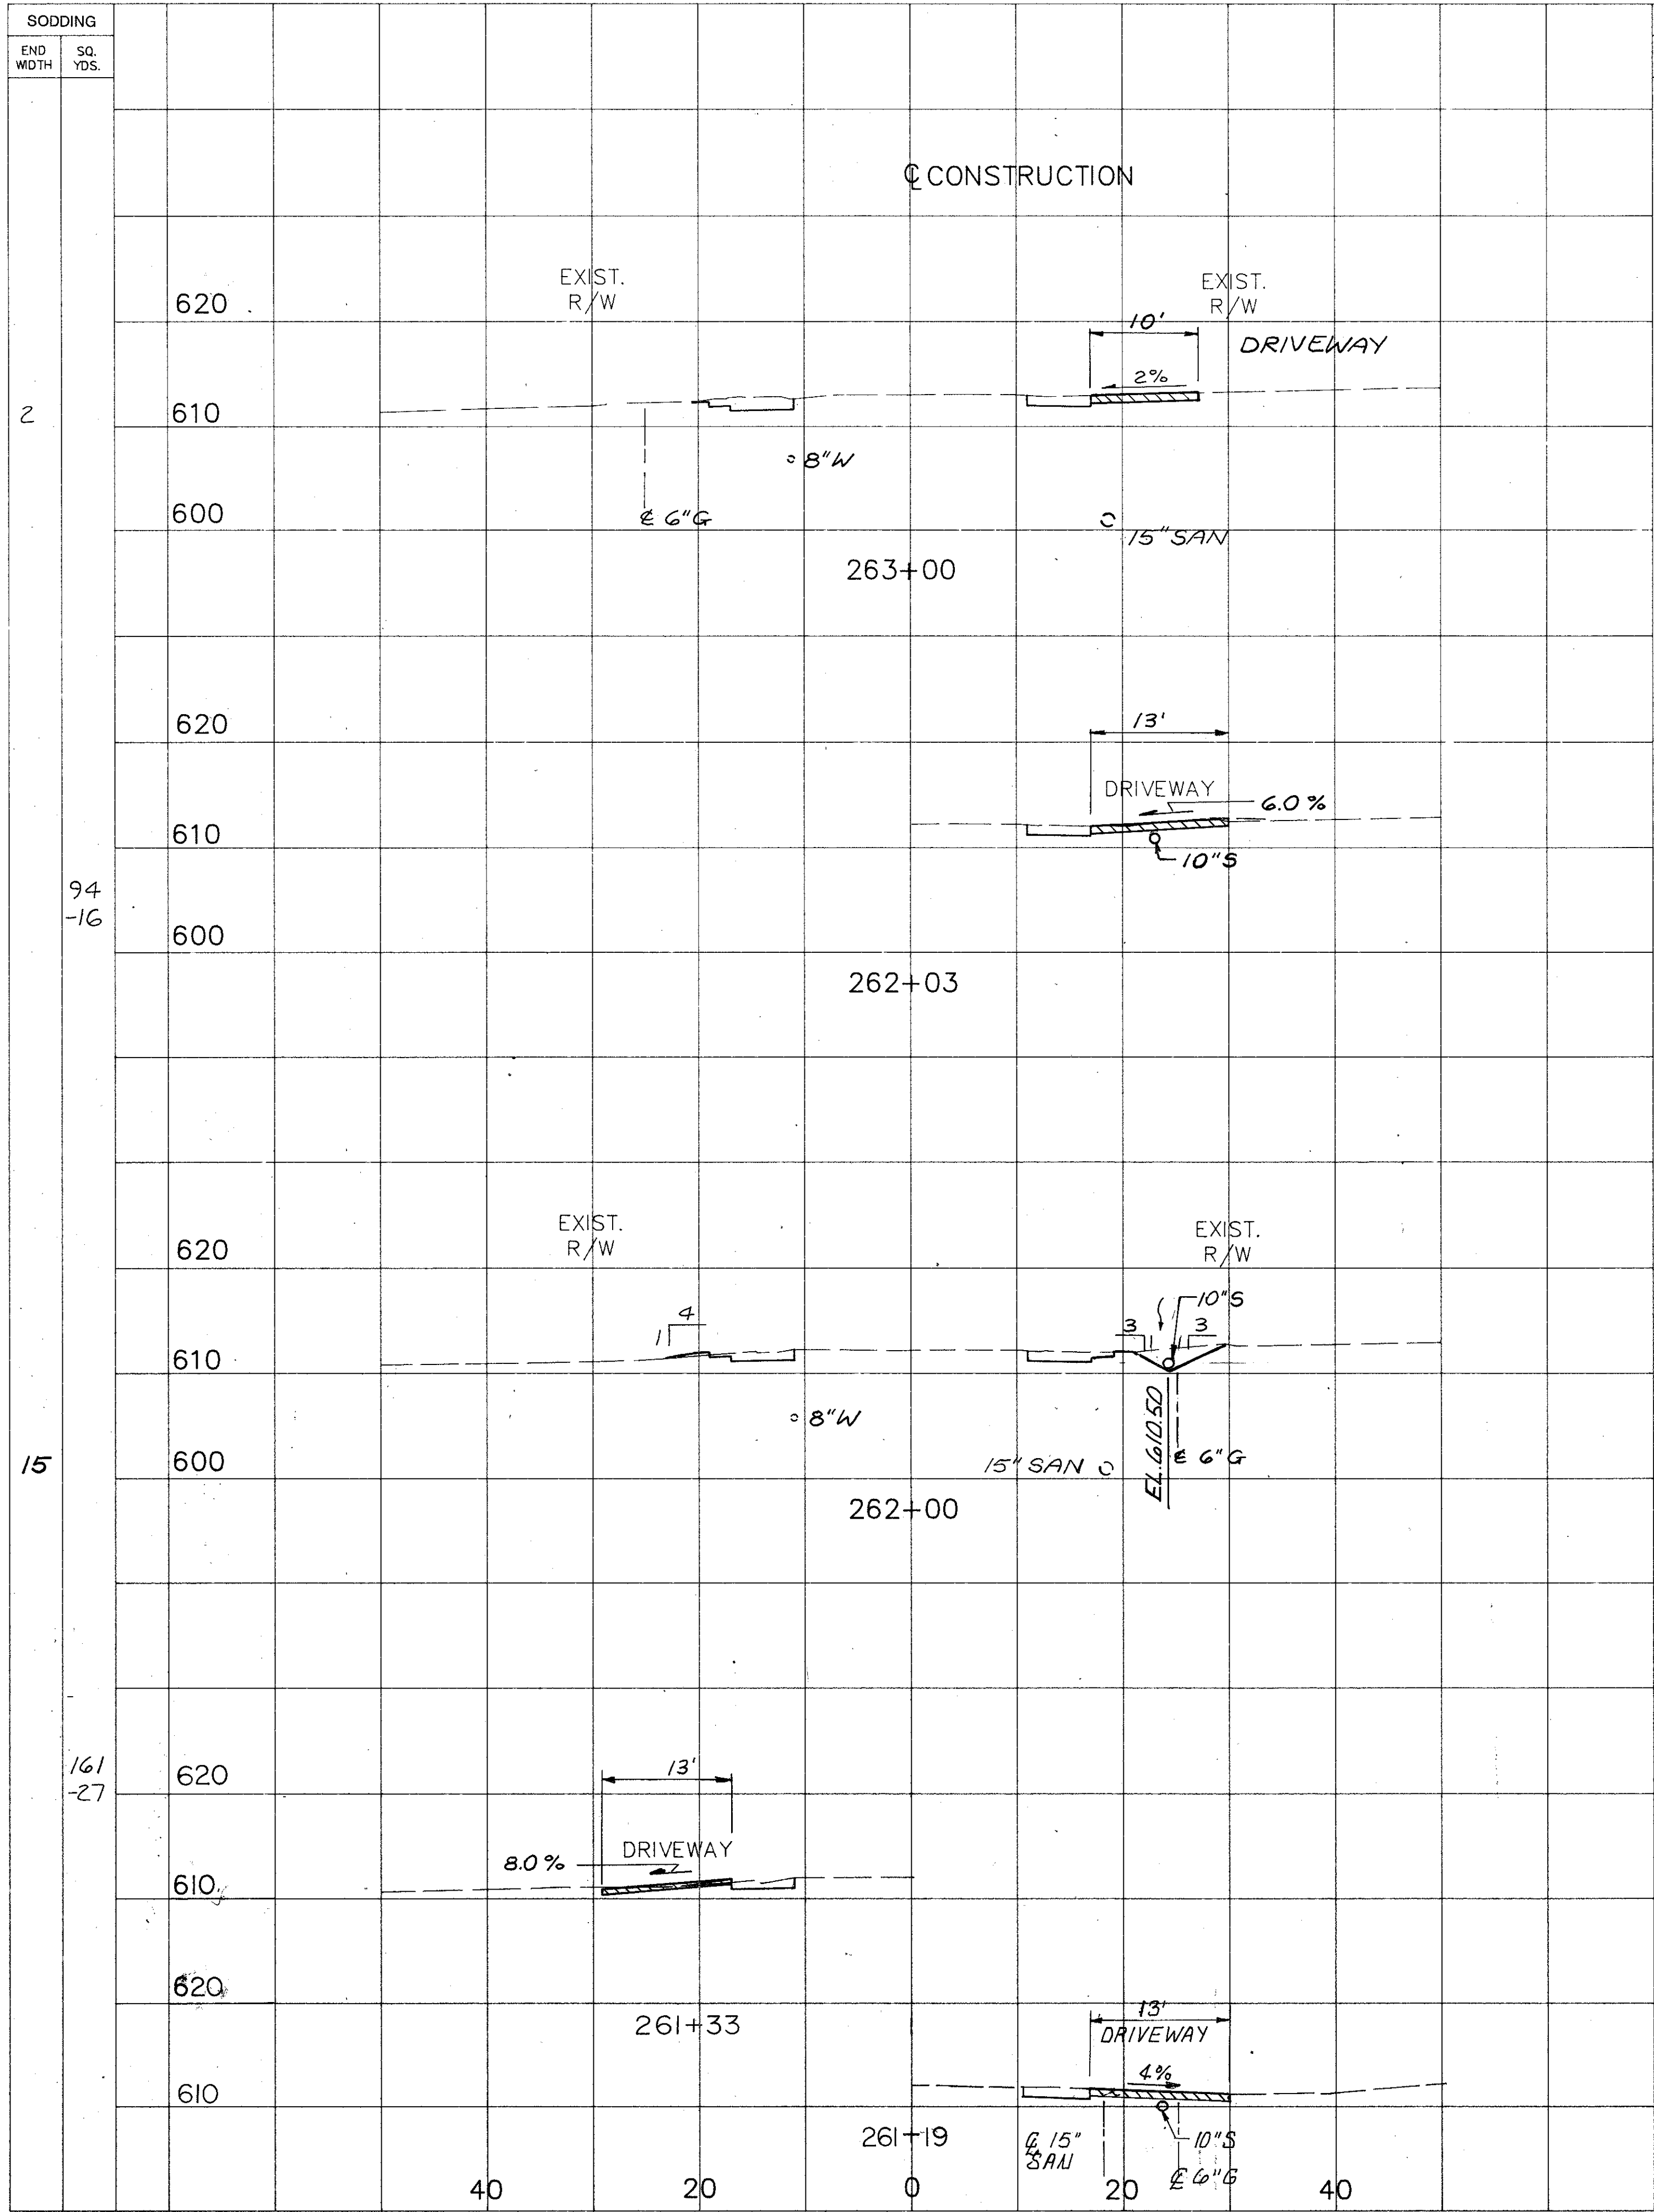 SODDING
END WIDTH
SQ. YDS.
℄ CONSTRUCTION
EXIST.
R/W
EXIST.
R/W
620
10'
DRIVEWAY
2%
2
610
8"W
℄ 6"G
600
15" SAN
263+00
620
13'
DRIVEWAY
6.0 %
610
10"S
94
-16
600
262+03
EXIST.
R/W
EXIST.
R/W
620
10"S
4
1
3
1
1
3
610
8"W
EL. 610.50
15
600
15" SAN
℄ 6"G
262+00
161
-27
620
13'
DRIVEWAY
8.0 %
610
620
261+33
13'
DRIVEWAY
4%
610
261+19
℄ 15"
SAN
10"S
℄ 6"G
40
20
0
20
40